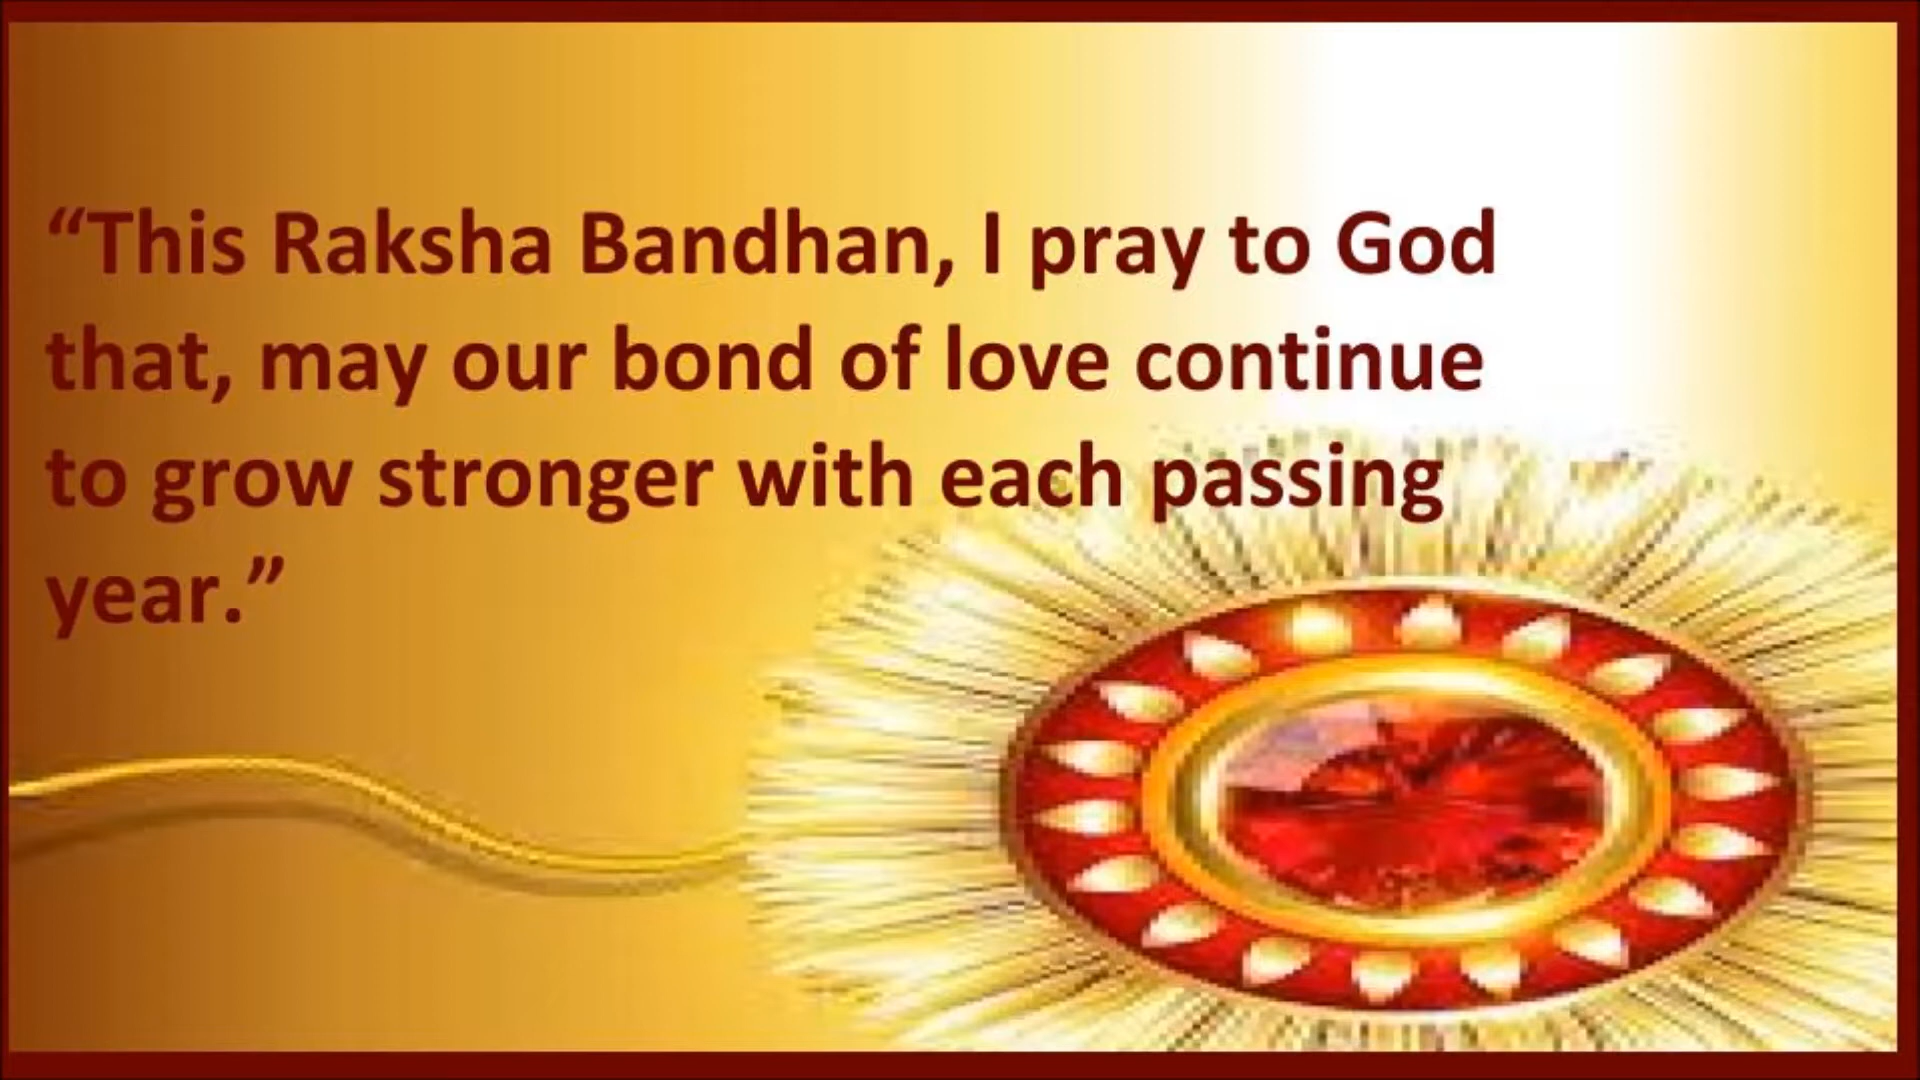 “This Raksha Bandhan, I pray to God
that, may our bond of love continue
to grow stronger with each passing
year.”